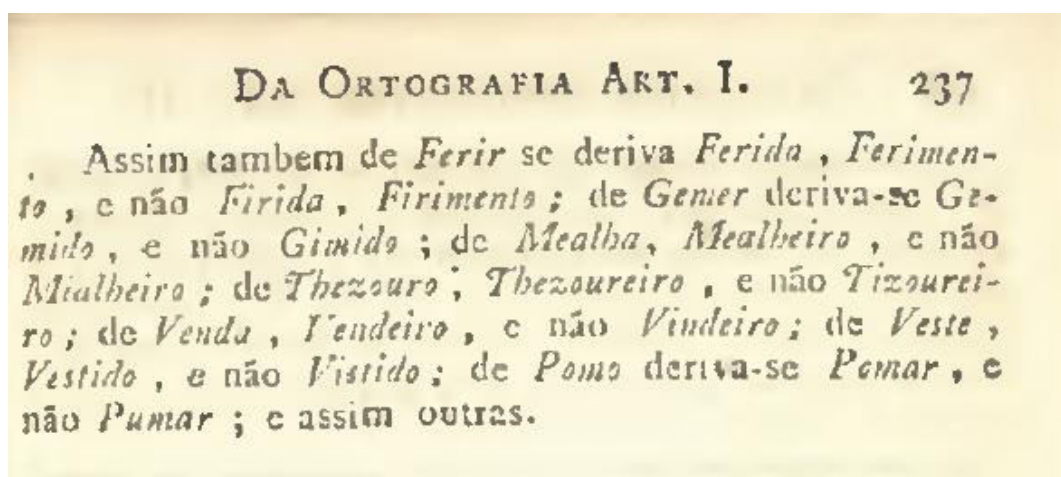 DA ORTOGRAFIA ART. I. 237
Assim tambem de Ferir se deriva Ferida , Ferimen-
to , e não Firida , Firimento ; de Gemer deriva-se Ge-
mido , e não Gimido ; de Mealha, Mealheiro , e não
Mialheiro ; de Thezouro , Thezoureiro , e não Tizourei-
ro ; de Venda , Vendeiro , e não Vindeiro ; de Veste ,
Vestido , e não Vistido ; de Pomo deriva-se Pomar , e
não Pumar ; e assim outras.